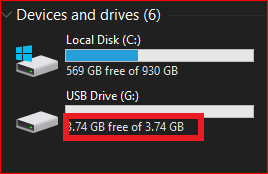 Devices and drives (6)
Local Disk (C:)
569 GB free of 930 GB
USB Drive (G:)
3.74 GB free of 3.74 GB